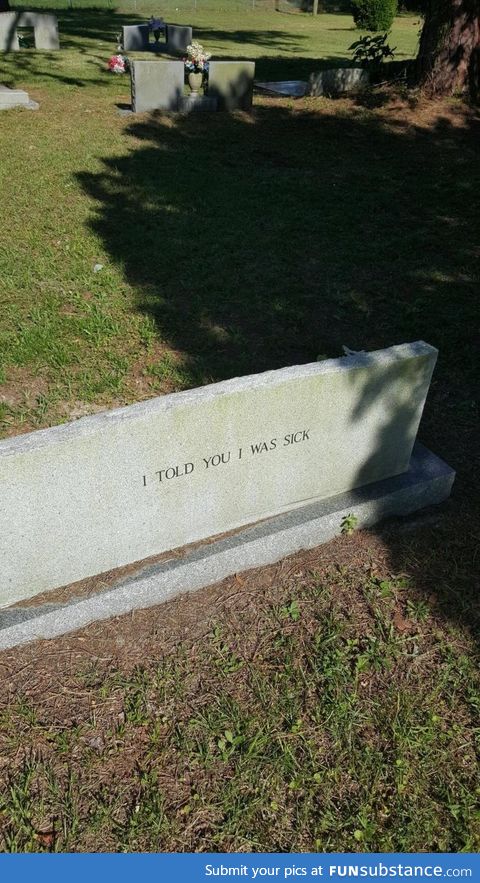 I TOLD YOU I WAS SICK
Submit your pics at FUNsubstance.com